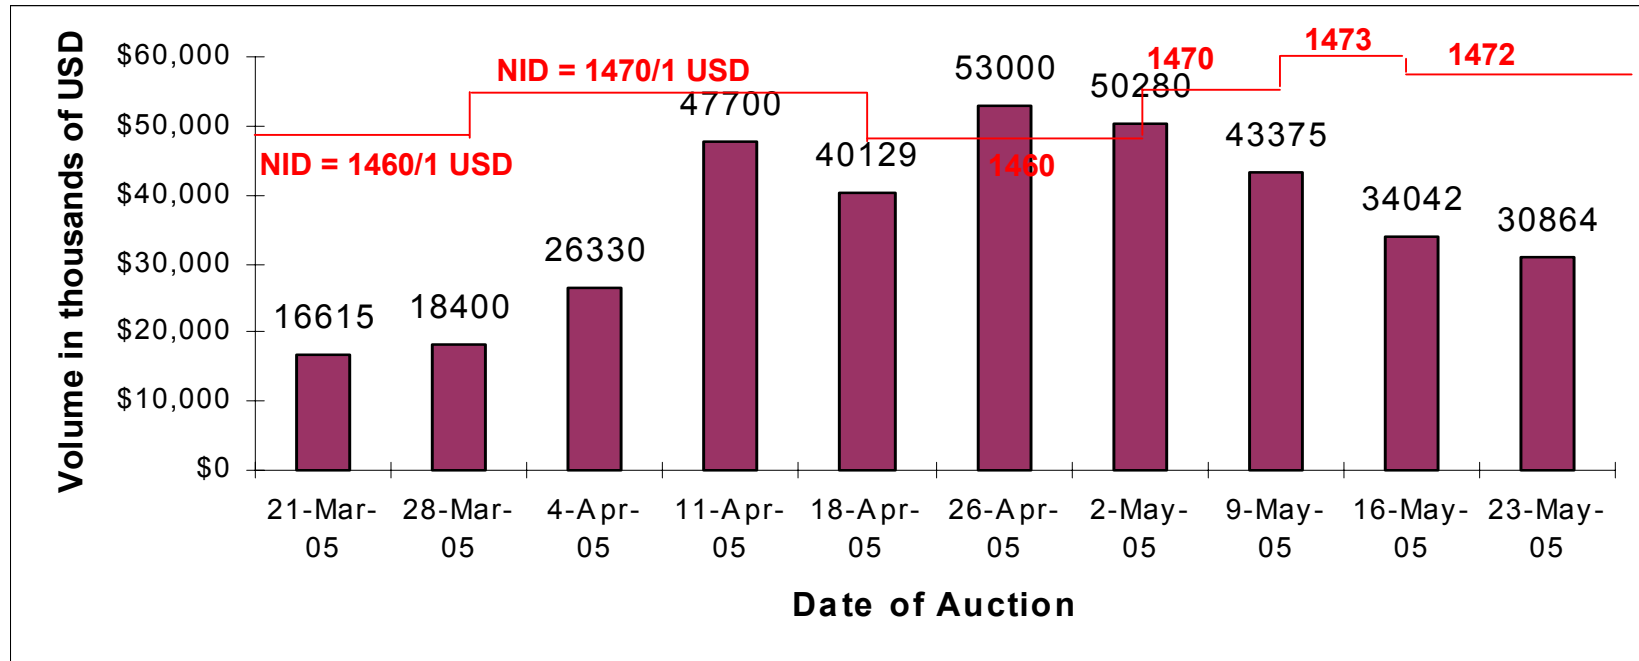 Volume in thousands of USD
$60,000
$50,000
$40,000
$30,000
$20,000
$10,000
$0
NID = 1460/1 USD
NID = 1470/1 USD
1460
1470
1473
1472
16615
18400
26330
47700
40129
53000
50280
43375
34042
30864
21-Mar-
05
28-Mar-
05
4-Apr-
05
11-Apr-
05
18-Apr-
05
26-Apr-
05
2-May-
05
9-May-
05
16-May-
05
23-May-
05
Date of Auction